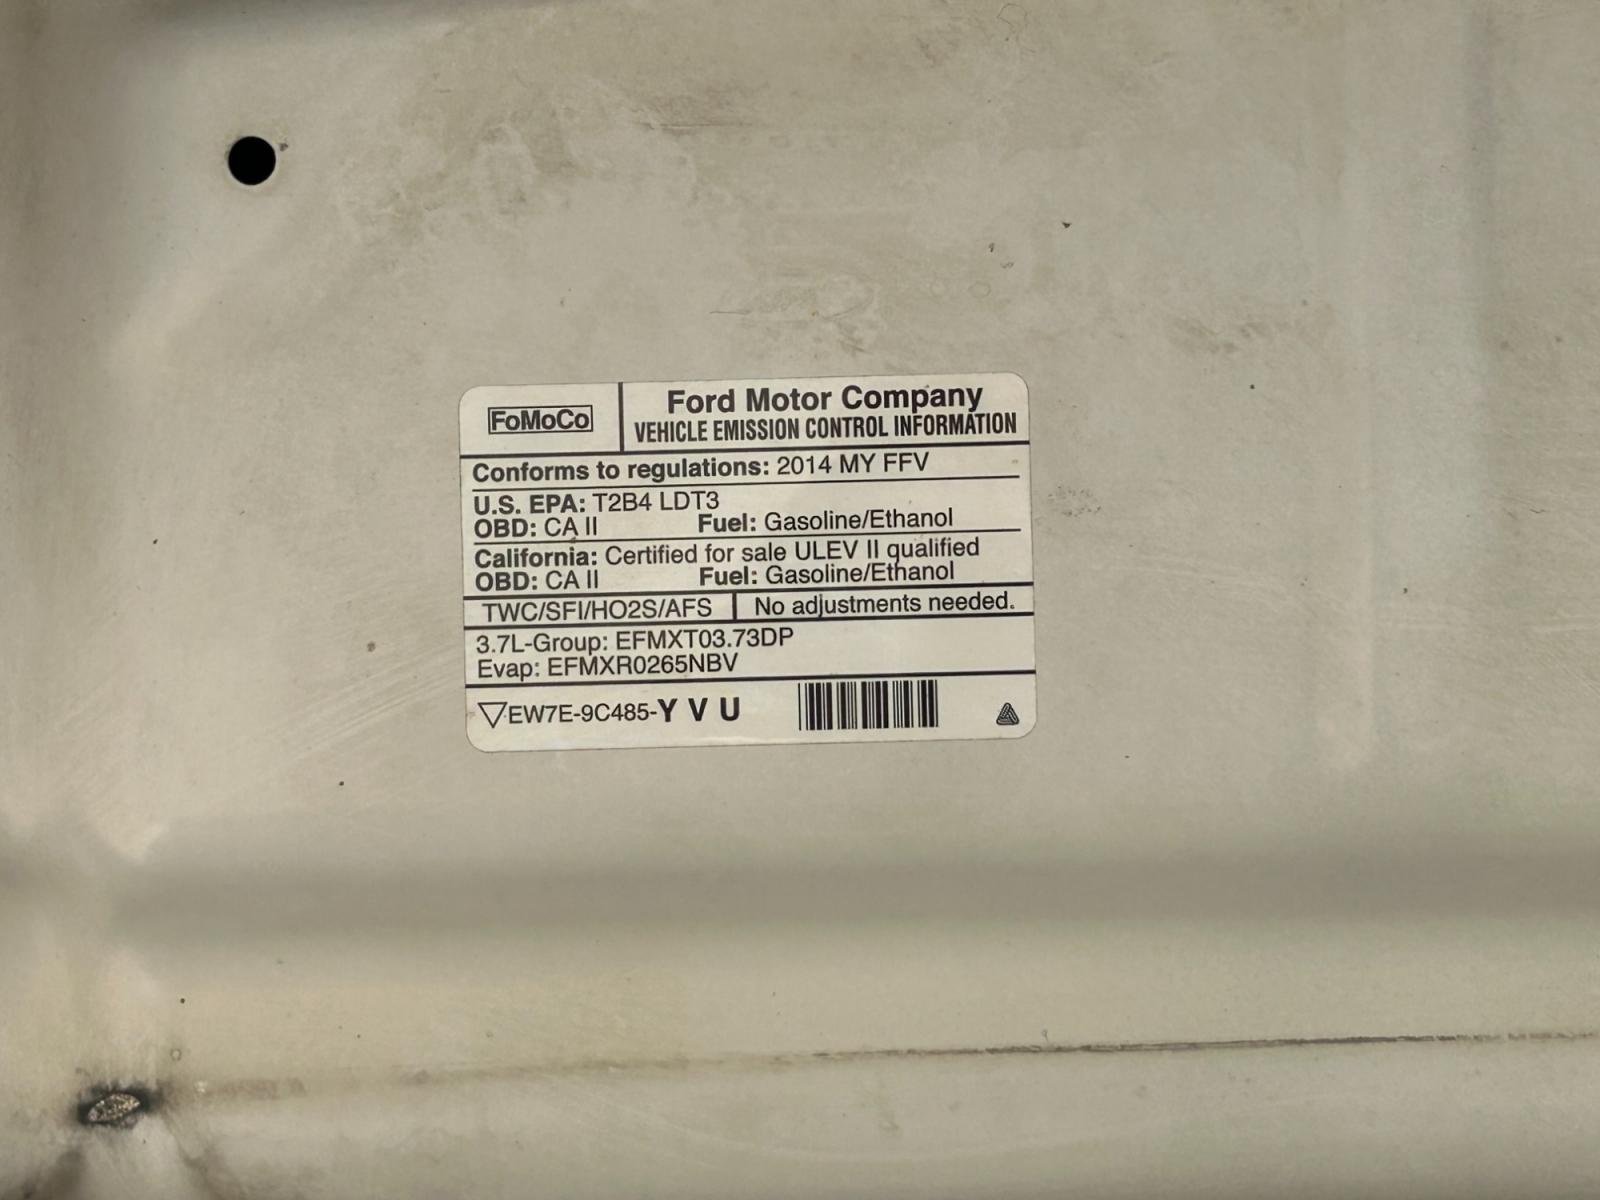 FoMoCo
Ford Motor Company
VEHICLE EMISSION CONTROL INFORMATION
Conforms to regulations: 2014 MY FFV
U.S. EPA: T2B4 LDT3
OBD: CA II Fuel: Gasoline/Ethanol
California: Certified for sale ULEV II qualified
OBD: CA II Fuel: Gasoline/Ethanol
TWC/SFI/HO2S/AFS No adjustments needed.
3.7L-Group: EFMXT03.73DP
Evap: EFMXR0265NBV
▽EW7E-9C485-Y V U